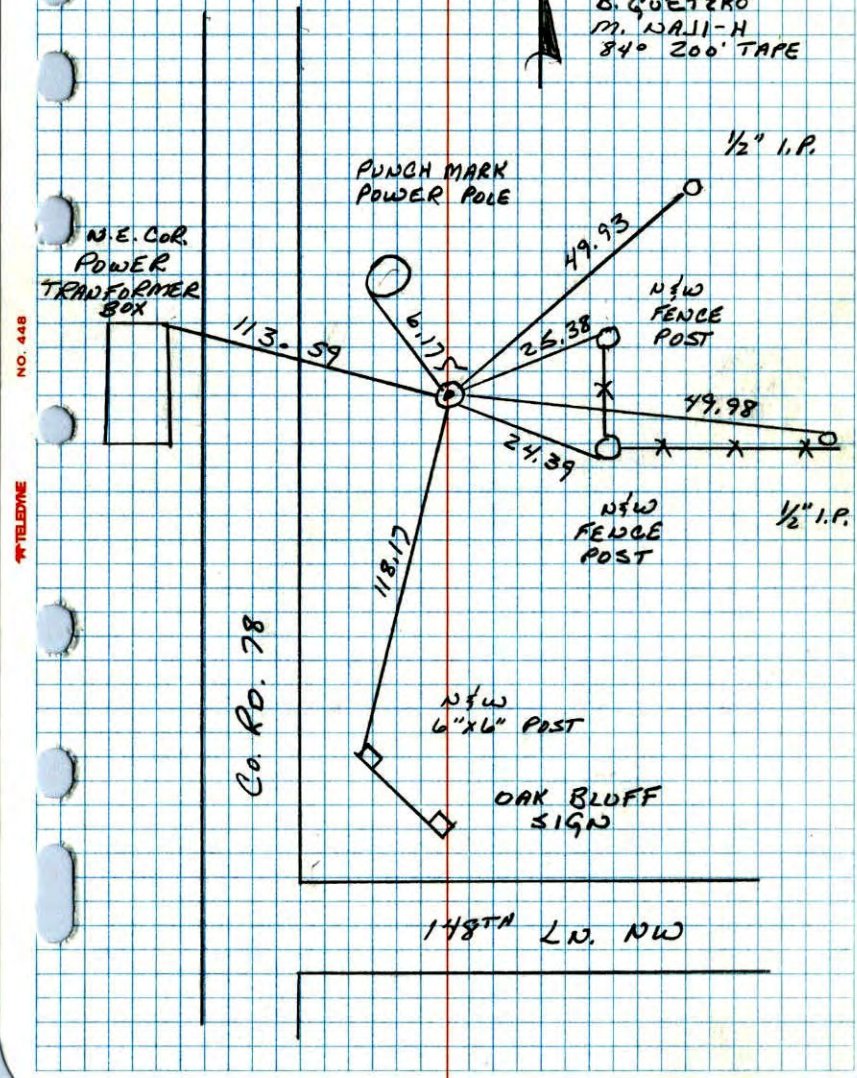 M. NAJI-H
84° 200' TAPE
1/2" I.P.
PUNCH MARK
POWER POLE
N.E. COR.
POWER
TRANFORMER
BOX
49.93
N&W
FENCE
POST
6.17
25.38
113.59
49.98
24.39
N&W
FENCE
POST
1/2" I.P.
118.17
CO. RD. 78
N&W
6"X6" POST
OAK BLUFF
SIGN
148TH LN. NW
NO. 448
TELEDYNE